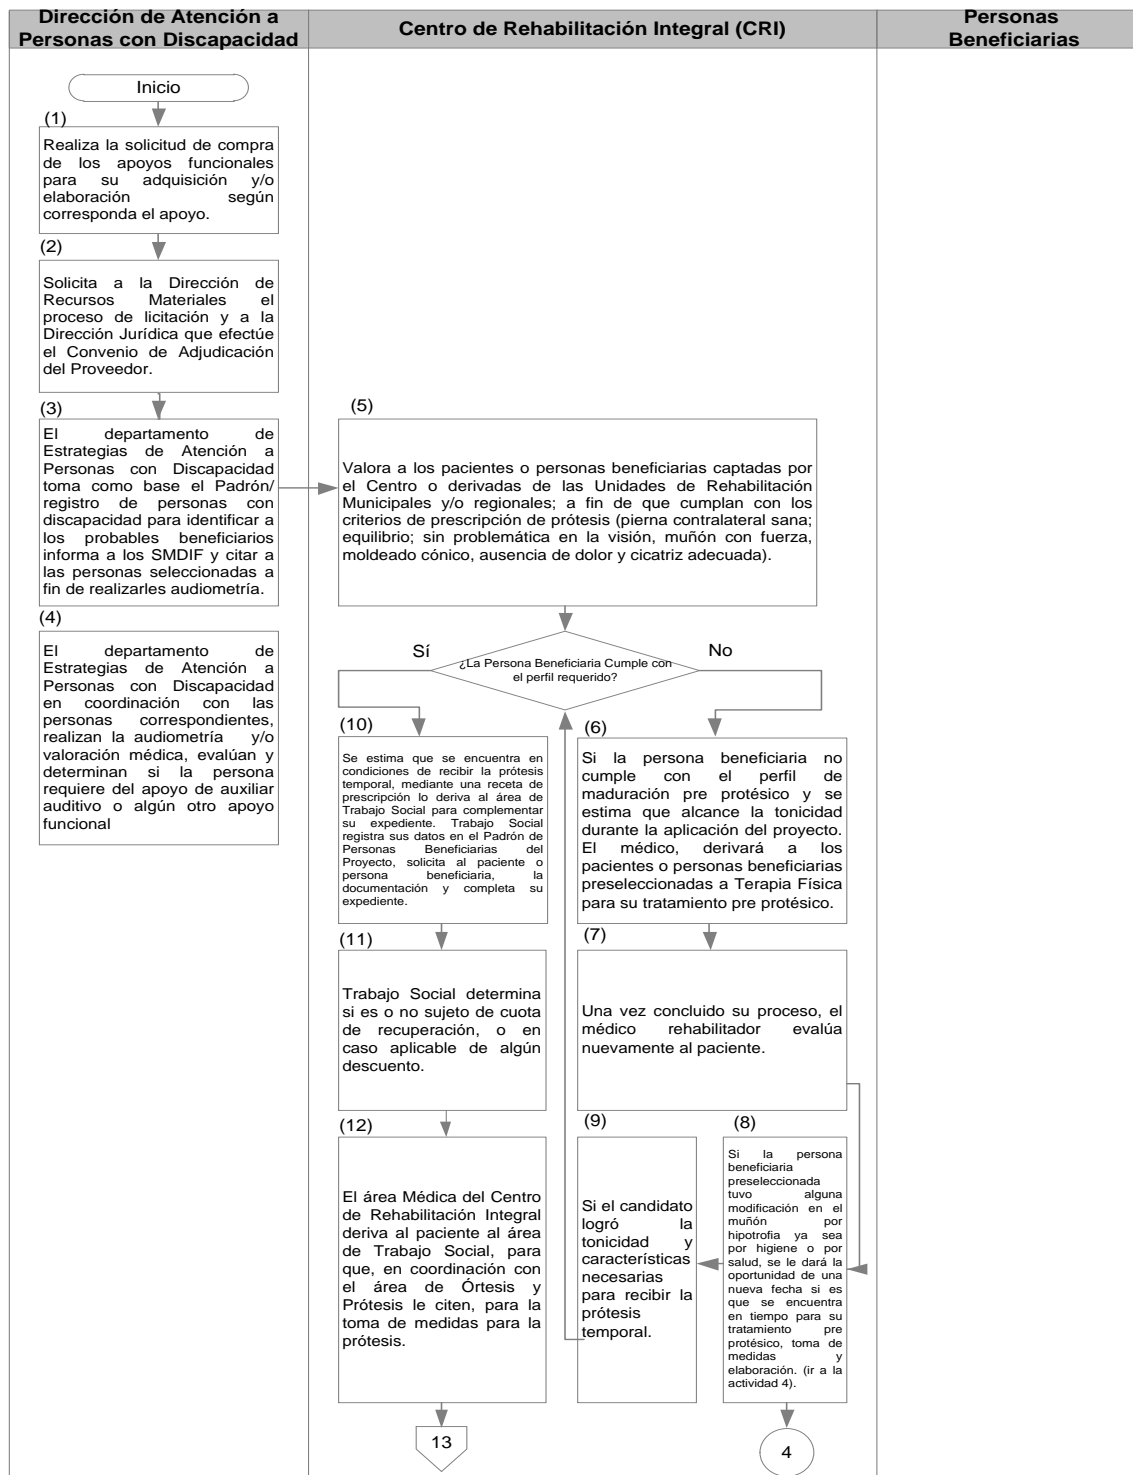 Dirección de Atención a
Personas con Discapacidad
Centro de Rehabilitación Integral (CRI)
Personas
Beneficiarias
Inicio
(1)
Realiza la solicitud de compra
de los apoyos funcionales
para su adquisición y/o
elaboración según
corresponda el apoyo.
(2)
Solicita a la Dirección de
Recursos Materiales el
proceso de licitación y a la
Dirección Jurídica que efectúe
el Convenio de Adjudicación
del Proveedor.
(3)
El departamento de
Estrategias de Atención a
Personas con Discapacidad
toma como base el Padrón/
registro de personas con
discapacidad para identificar a
los probables beneficiarios
informa a los SMDIF y citar a
las personas seleccionadas a
fin de realizarles audiometría.
(4)
El departamento de
Estrategias de Atención a
Personas con Discapacidad
en coordinación con las
personas correspondientes,
realizan la audiometría y/o
valoración médica, evalúan y
determinan si la persona
requiere del apoyo de auxiliar
auditivo o algún otro apoyo
funcional
(5)
Valora a los pacientes o personas beneficiarias captadas por
el Centro o derivadas de las Unidades de Rehabilitación
Municipales y/o regionales; a fin de que cumplan con los
criterios de prescripción de prótesis (pierna contralateral sana;
equilibrio; sin problemática en la visión, muñón con fuerza,
moldeado cónico, ausencia de dolor y cicatriz adecuada).
¿La Persona Beneficiaria Cumple con
el perfil requerido?
Sí
No
(10)
Se estima que se encuentra en
condiciones de recibir la prótesis
temporal, mediante una receta de
prescripción lo deriva al área de
Trabajo Social para complementar
su expediente. Trabajo Social
registra sus datos en el Padrón de
Personas Beneficiarias del
Proyecto, solicita al paciente o
persona beneficiaria, la
documentación y completa su
expediente.
(6)
Si la persona beneficiaria no
cumple con el perfil de
maduración pre protésico y se
estima que alcance la tonicidad
durante la aplicación del proyecto.
El médico, derivará a los
pacientes o personas beneficiarias
preseleccionadas a Terapia Física
para su tratamiento pre protésico.
(11)
Trabajo Social determina
si es o no sujeto de cuota
de recuperación, o en
caso aplicable de algún
descuento.
(7)
Una vez concluido su proceso, el
médico rehabilitador evalúa
nuevamente al paciente.
(12)
El área Médica del Centro
de Rehabilitación Integral
deriva al paciente al área
de Trabajo Social, para
que, en coordinación con
el área de Órtesis y
Prótesis le citen, para la
toma de medidas para la
prótesis.
(9)
Si el candidato
logró la
tonicidad y
características
necesarias
para recibir la
prótesis
temporal.
(8)
Si la persona
beneficiaria
preseleccionada
tuvo alguna
modificación en el
muñón por
hipotrofia ya sea
por higiene o por
salud, se le dará la
oportunidad de una
nueva fecha si es
que se encuentra
en tiempo para su
tratamiento pre
protésico, toma de
medidas y
elaboración. (ir a la
actividad 4).
13
4